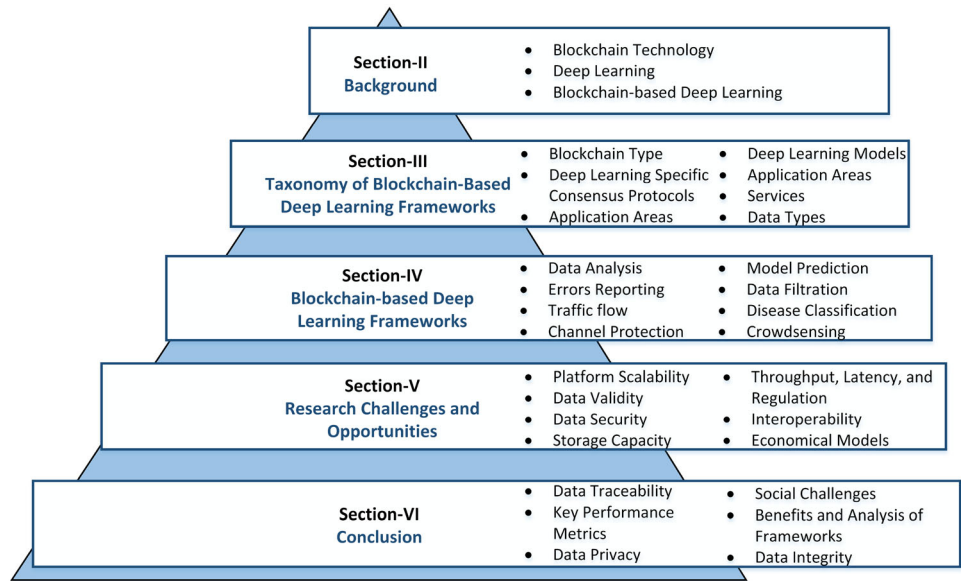 Section-II
Background
• Blockchain Technology
• Deep Learning
• Blockchain-based Deep Learning
Section-III
Taxonomy of Blockchain-Based
Deep Learning Frameworks
• Blockchain Type
• Deep Learning Specific
Consensus Protocols
• Application Areas
• Deep Learning Models
• Application Areas
• Services
• Data Types
Section-IV
Blockchain-based Deep
Learning Frameworks
• Data Analysis
• Errors Reporting
• Traffic flow
• Channel Protection
• Model Prediction
• Data Filtration
• Disease Classification
• Crowdsensing
Section-V
Research Challenges and
Opportunities
• Platform Scalability
• Data Validity
• Data Security
• Storage Capacity
• Throughput, Latency, and
Regulation
• Interoperability
• Economical Models
Section-VI
Conclusion
• Data Traceability
• Key Performance
Metrics
• Data Privacy
• Social Challenges
• Benefits and Analysis of
Frameworks
• Data Integrity